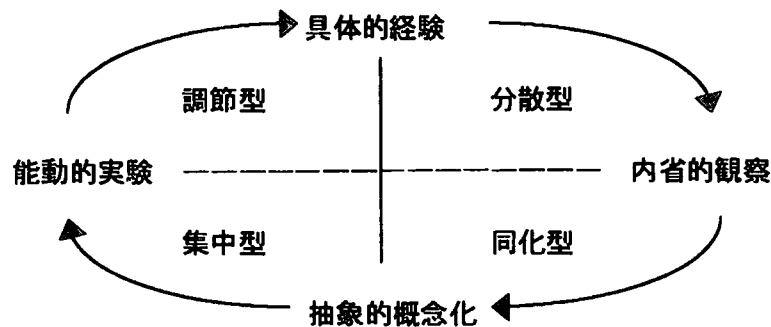 具体的経験
調節型 分散型
能動的実験 内省的観察
集中型 同化型
抽象的概念化